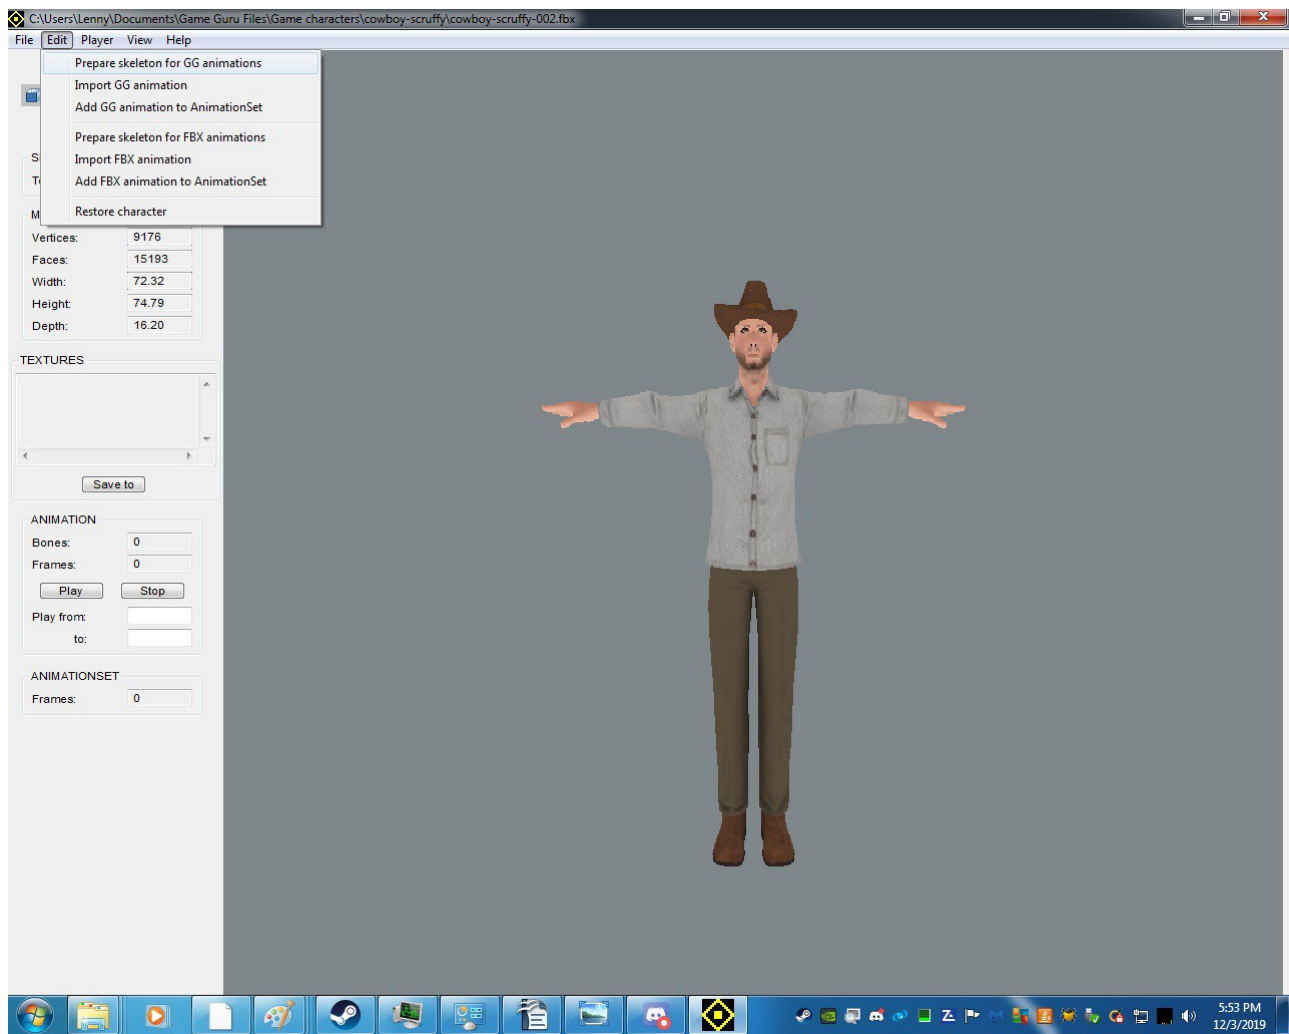 C:\Users\Lenny\Documents\Game Guru Files\Game characters\cowboy-scruffy\cowboy-scruffy-002.fbx
File Edit Player View Help
Prepare skeleton for GG animations
Import GG animation
Add GG animation to AnimationSet
Prepare skeleton for FBX animations
Import FBX animation
Add FBX animation to AnimationSet
Restore character
Vertices: 9176
Faces: 15193
Width: 72.32
Height: 74.79
Depth: 16.20
TEXTURES
Save to
ANIMATION
Bones: 0
Frames: 0
Play Stop
Play from:
to:
ANIMATIONSET
Frames: 0
5:53 PM
12/3/2019